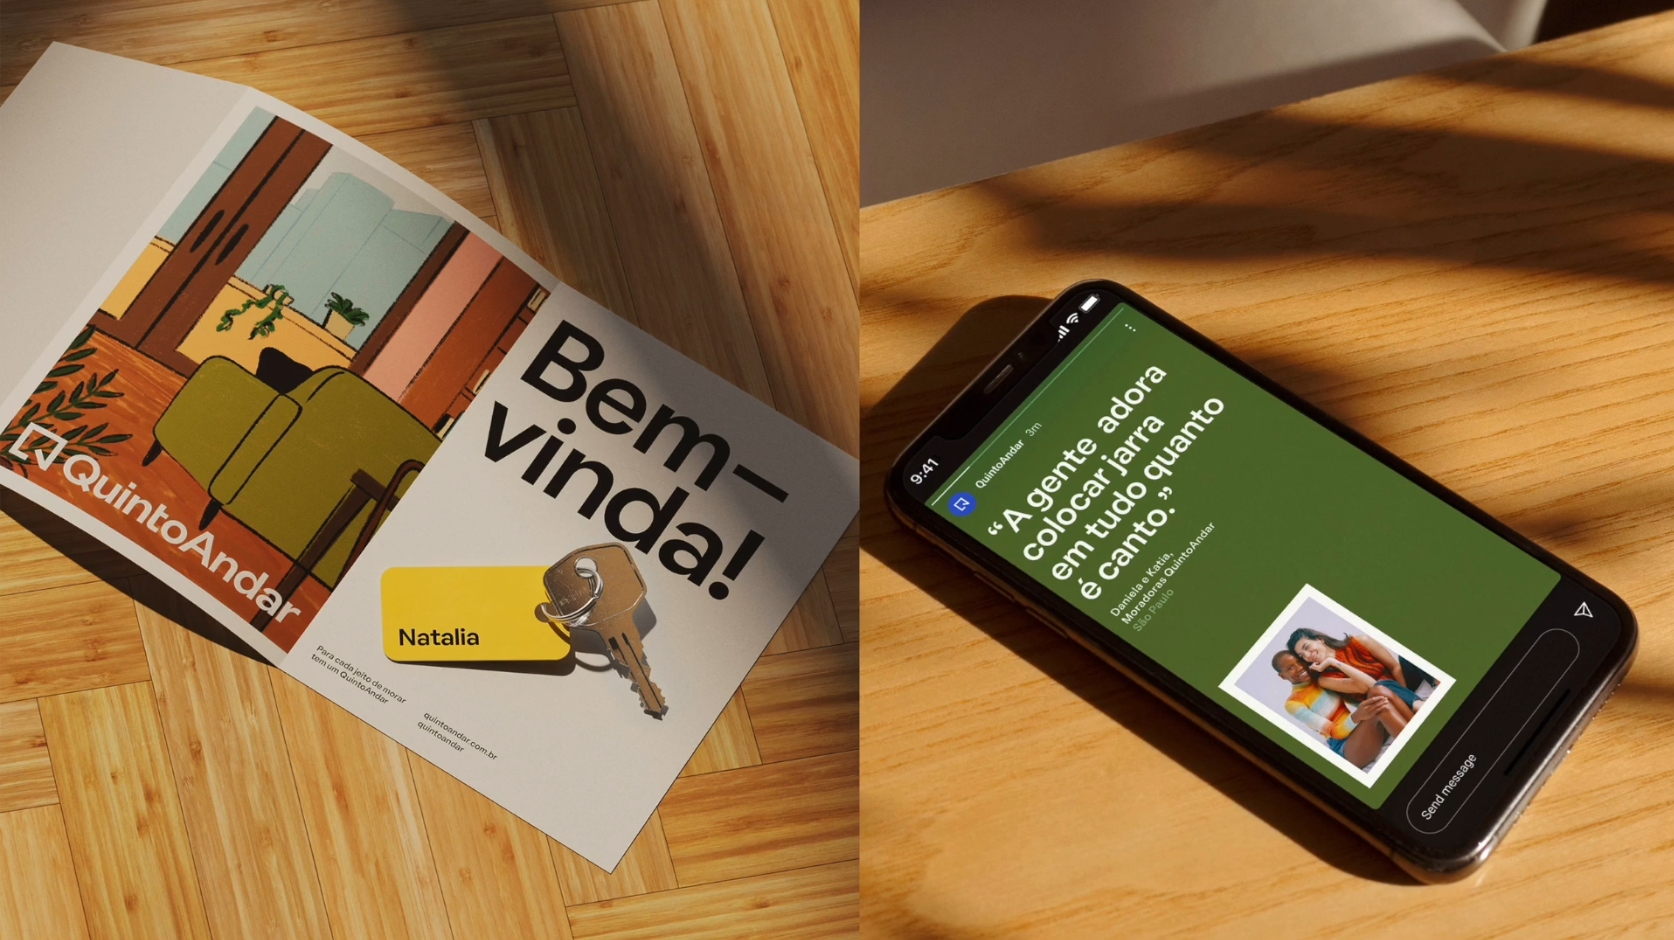 QuintoAndar
Bem–
vinda!
Natalia
Para cada jeito de morar
tem um QuintoAndar
quintoandar.com.br
quintoandar
9:41
QuintoAndar 3m
“A gente adora
colocar jarra
em tudo quanto
é canto.”
Daniela e Katia,
Moradoras QuintoAndar
São Paulo
Send message